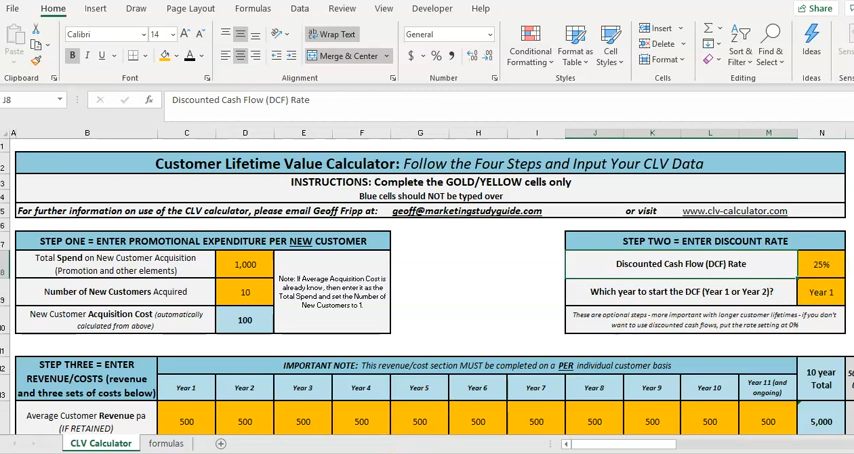 File Home Insert Draw Page Layout Formulas Data Review View Developer Help Share
Paste
Calibri 14
B I U
Wrap Text
Merge & Center
General
$ % ,
Conditional Formatting
Format as Table
Cell Styles
Insert
Delete
Format
Sort & Filter
Find & Select
Ideas
Clipboard Font Alignment Number Styles Cells Editing Ideas
J8 fx Discounted Cash Flow (DCF) Rate
A B C D E F G H I J K L M N
Customer Lifetime Value Calculator: Follow the Four Steps and Input Your CLV Data
INSTRUCTIONS: Complete the GOLD/YELLOW cells only
Blue cells should NOT be typed over
For further information on use of the CLV calculator, please email Geoff Fripp at: geoff@marketingstudyguide.com or visit www.clv-calculator.com
STEP ONE = ENTER PROMOTIONAL EXPENDITURE PER NEW CUSTOMER
Total Spend on New Customer Acquisition
(Promotion and other elements)
1,000
Number of New Customers Acquired 10
New Customer Acquisition Cost (automatically
calculated from above)
100
Note: If Average Acquisition Cost is
already know, then enter it as the
Total Spend and set the Number of
New Customers to 1.
STEP TWO = ENTER DISCOUNT RATE
Discounted Cash Flow (DCF) Rate 25%
Which year to start the DCF (Year 1 or Year 2)? Year 1
These are optional steps - more important with longer customer lifetimes - if you don't
want to use discounted cash flows, put the rate setting at 0%
STEP THREE = ENTER
REVENUE/COSTS (revenue
and three sets of costs below)
IMPORTANT NOTE: This revenue/cost section MUST be completed on a PER individual customer basis
Year 1 Year 2 Year 3 Year 4 Year 5 Year 6 Year 7 Year 8 Year 9 Year 10 Year 11 (and ongoing)
10 year
Total
Average Customer Revenue pa
(IF RETAINED)
500 500 500 500 500 500 500 500 500 500 500 5,000
CLV Calculator formulas